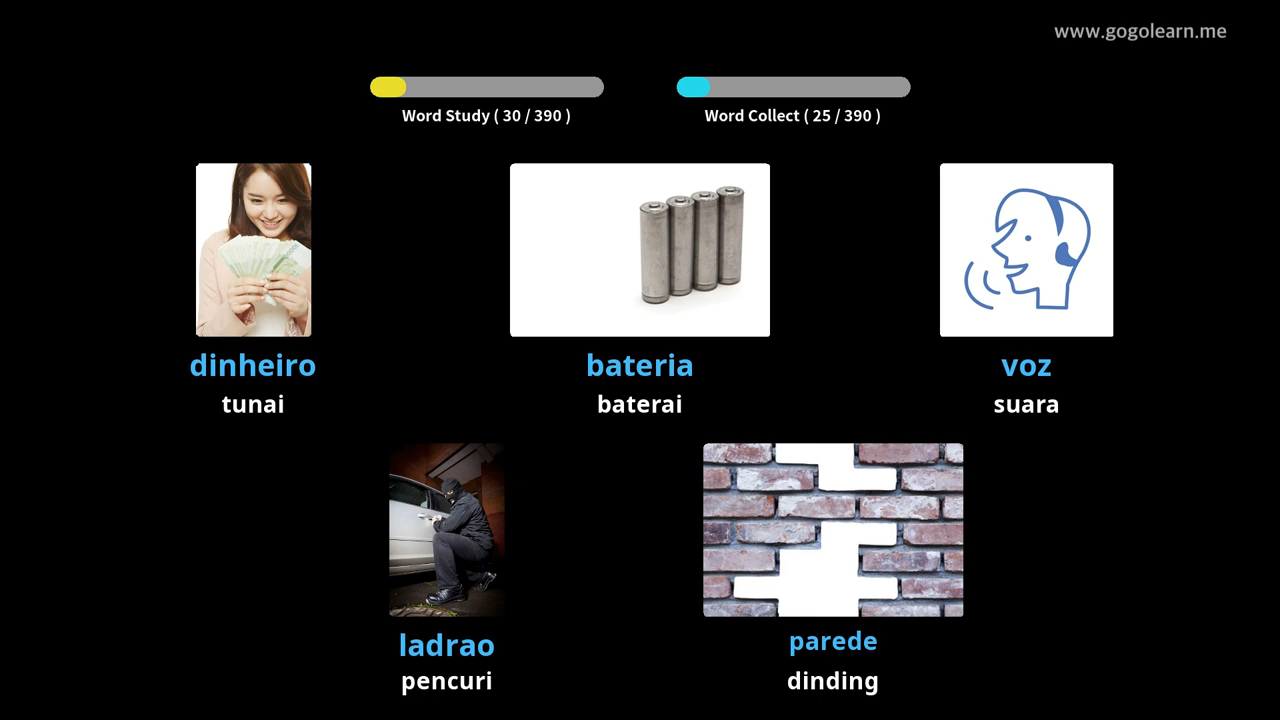 www.gogolearn.me
Word Study ( 30 / 390 )
Word Collect ( 25 / 390 )
dinheiro
tunai
bateria
baterai
voz
suara
ladrao
pencuri
parede
dinding